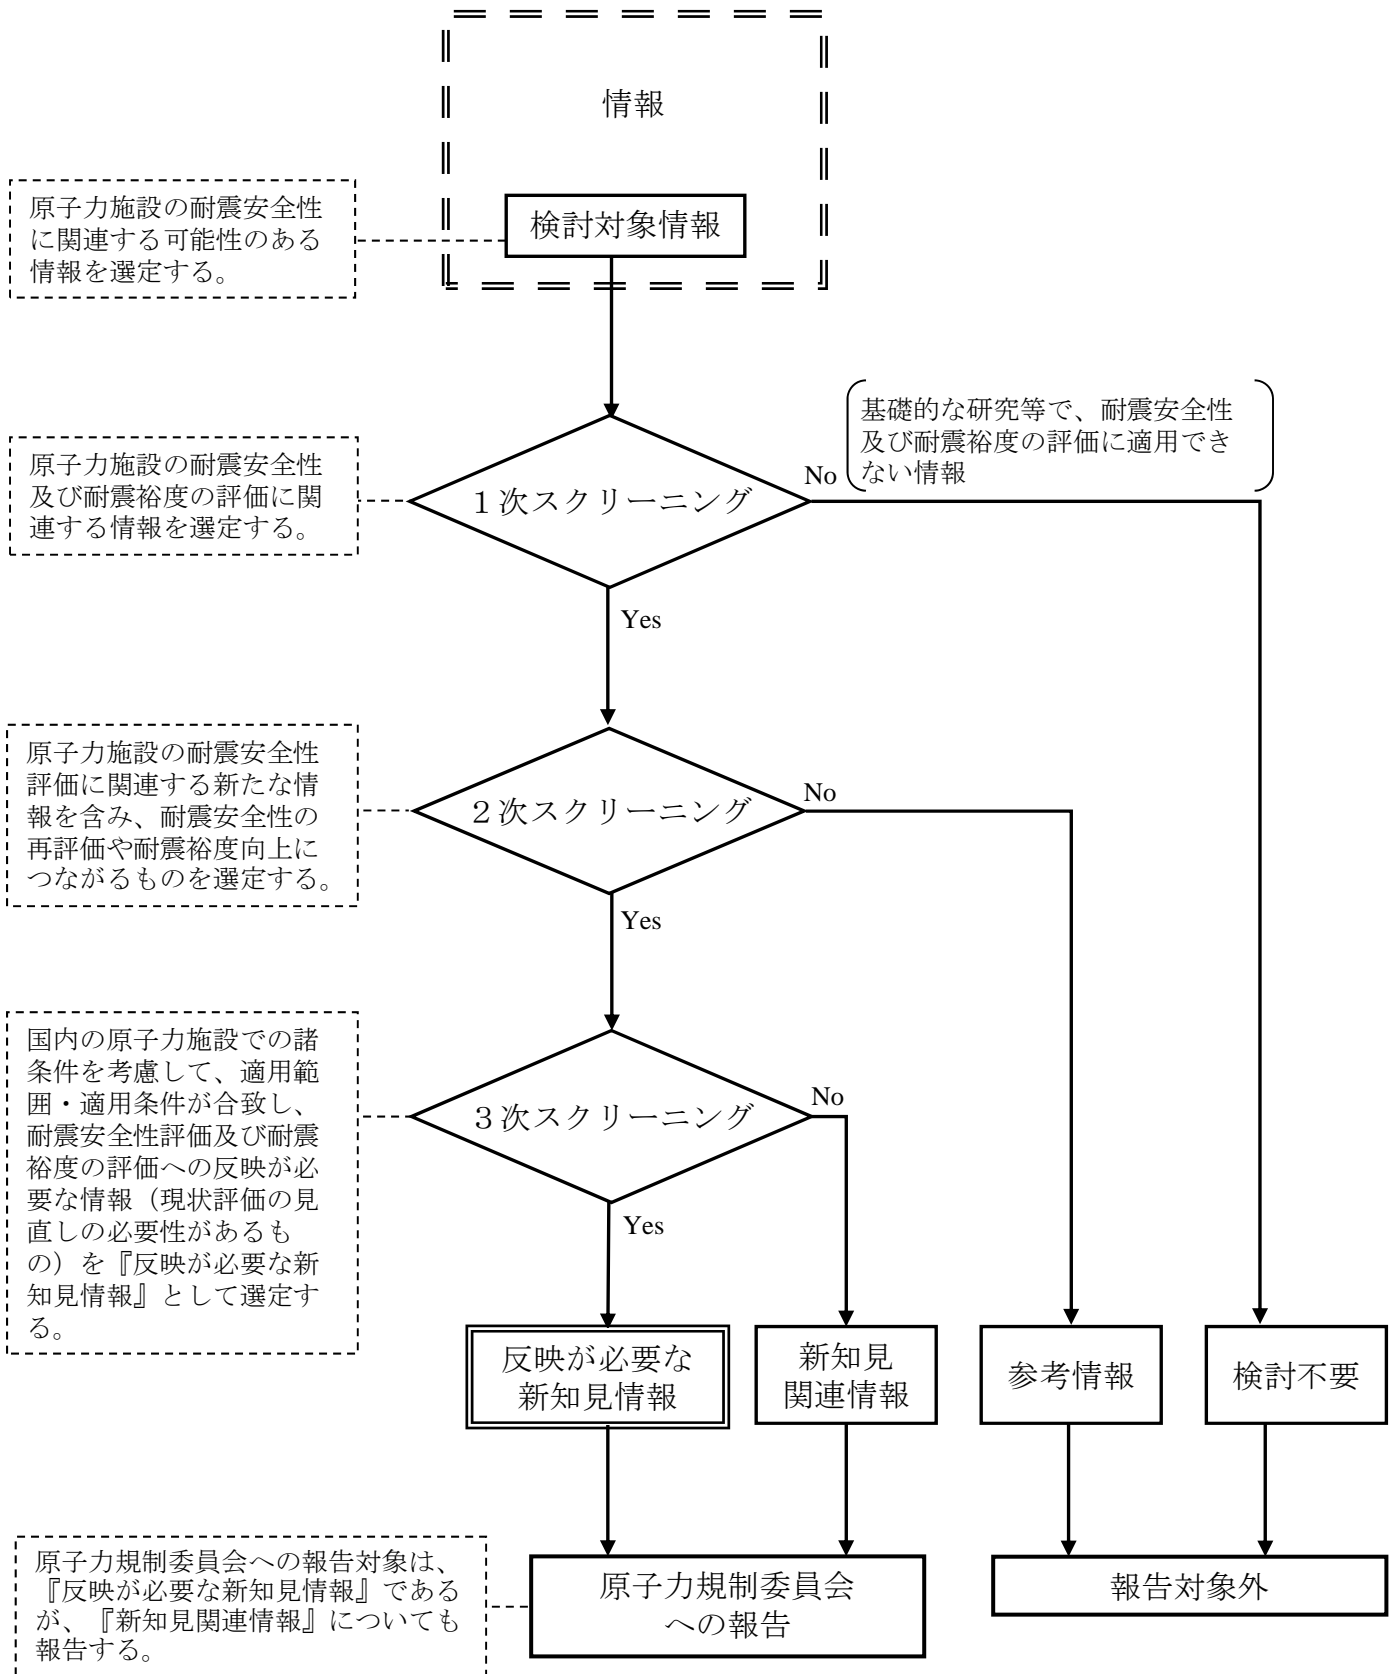 情報
検討対象情報
原子力施設の耐震安全性
に関連する可能性のある
情報を選定する。
基礎的な研究等で、耐震安全性
及び耐震裕度の評価に適用でき
ない情報
原子力施設の耐震安全性
及び耐震裕度の評価に関
連する情報を選定する。
１次スクリーニング
No
Yes
原子力施設の耐震安全性
評価に関連する新たな情
報を含み、耐震安全性の
再評価や耐震裕度向上に
つながるものを選定する。
２次スクリーニング
No
Yes
国内の原子力施設での諸
条件を考慮して、適用範
囲・適用条件が合致し、
耐震安全性評価及び耐震
裕度の評価への反映が必
要な情報（現状評価の見
直しの必要性があるも
の）を『反映が必要な新
知見情報』として選定す
る。
３次スクリーニング
No
Yes
反映が必要な
新知見情報
新知見
関連情報
参考情報
検討不要
原子力規制委員会への報告対象は、
『反映が必要な新知見情報』である
が、『新知見関連情報』についても
報告する。
原子力規制委員会
への報告
報告対象外